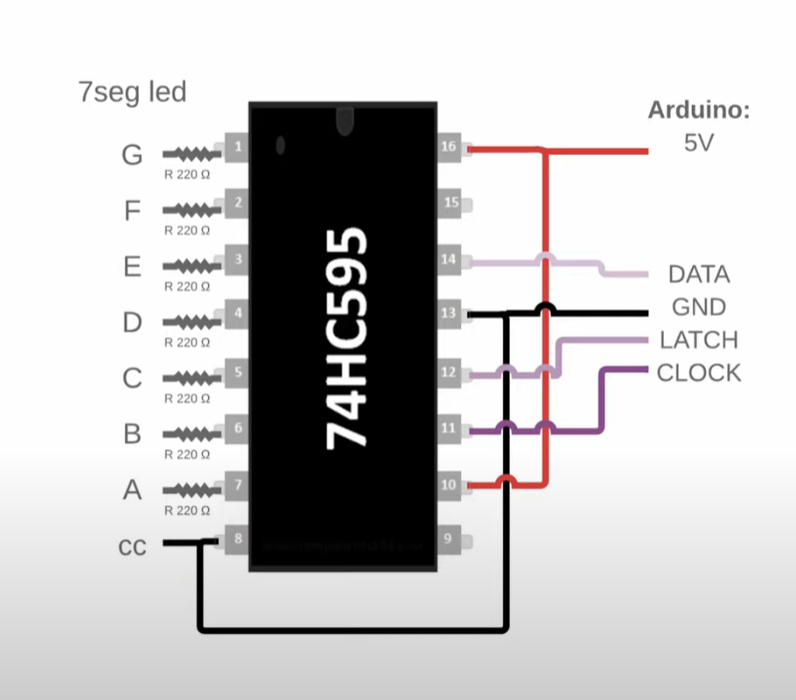 7seg led
Arduino:
5V
G
R 220 Ω
F
R 220 Ω
E
R 220 Ω
D
R 220 Ω
C
R 220 Ω
B
R 220 Ω
A
R 220 Ω
cc
1
2
3
4
5
6
7
8
74HC595
16
15
14
13
12
11
10
9
DATA
GND
LATCH
CLOCK